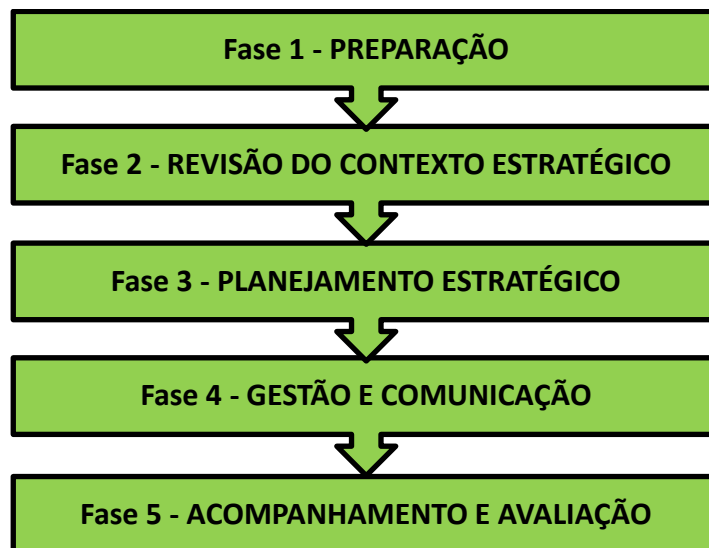 Fase 1 - PREPARAÇÃO
Fase 2 - REVISÃO DO CONTEXTO ESTRATÉGICO
Fase 3 - PLANEJAMENTO ESTRATÉGICO
Fase 4 - GESTÃO E COMUNICAÇÃO
Fase 5 - ACOMPANHAMENTO E AVALIAÇÃO